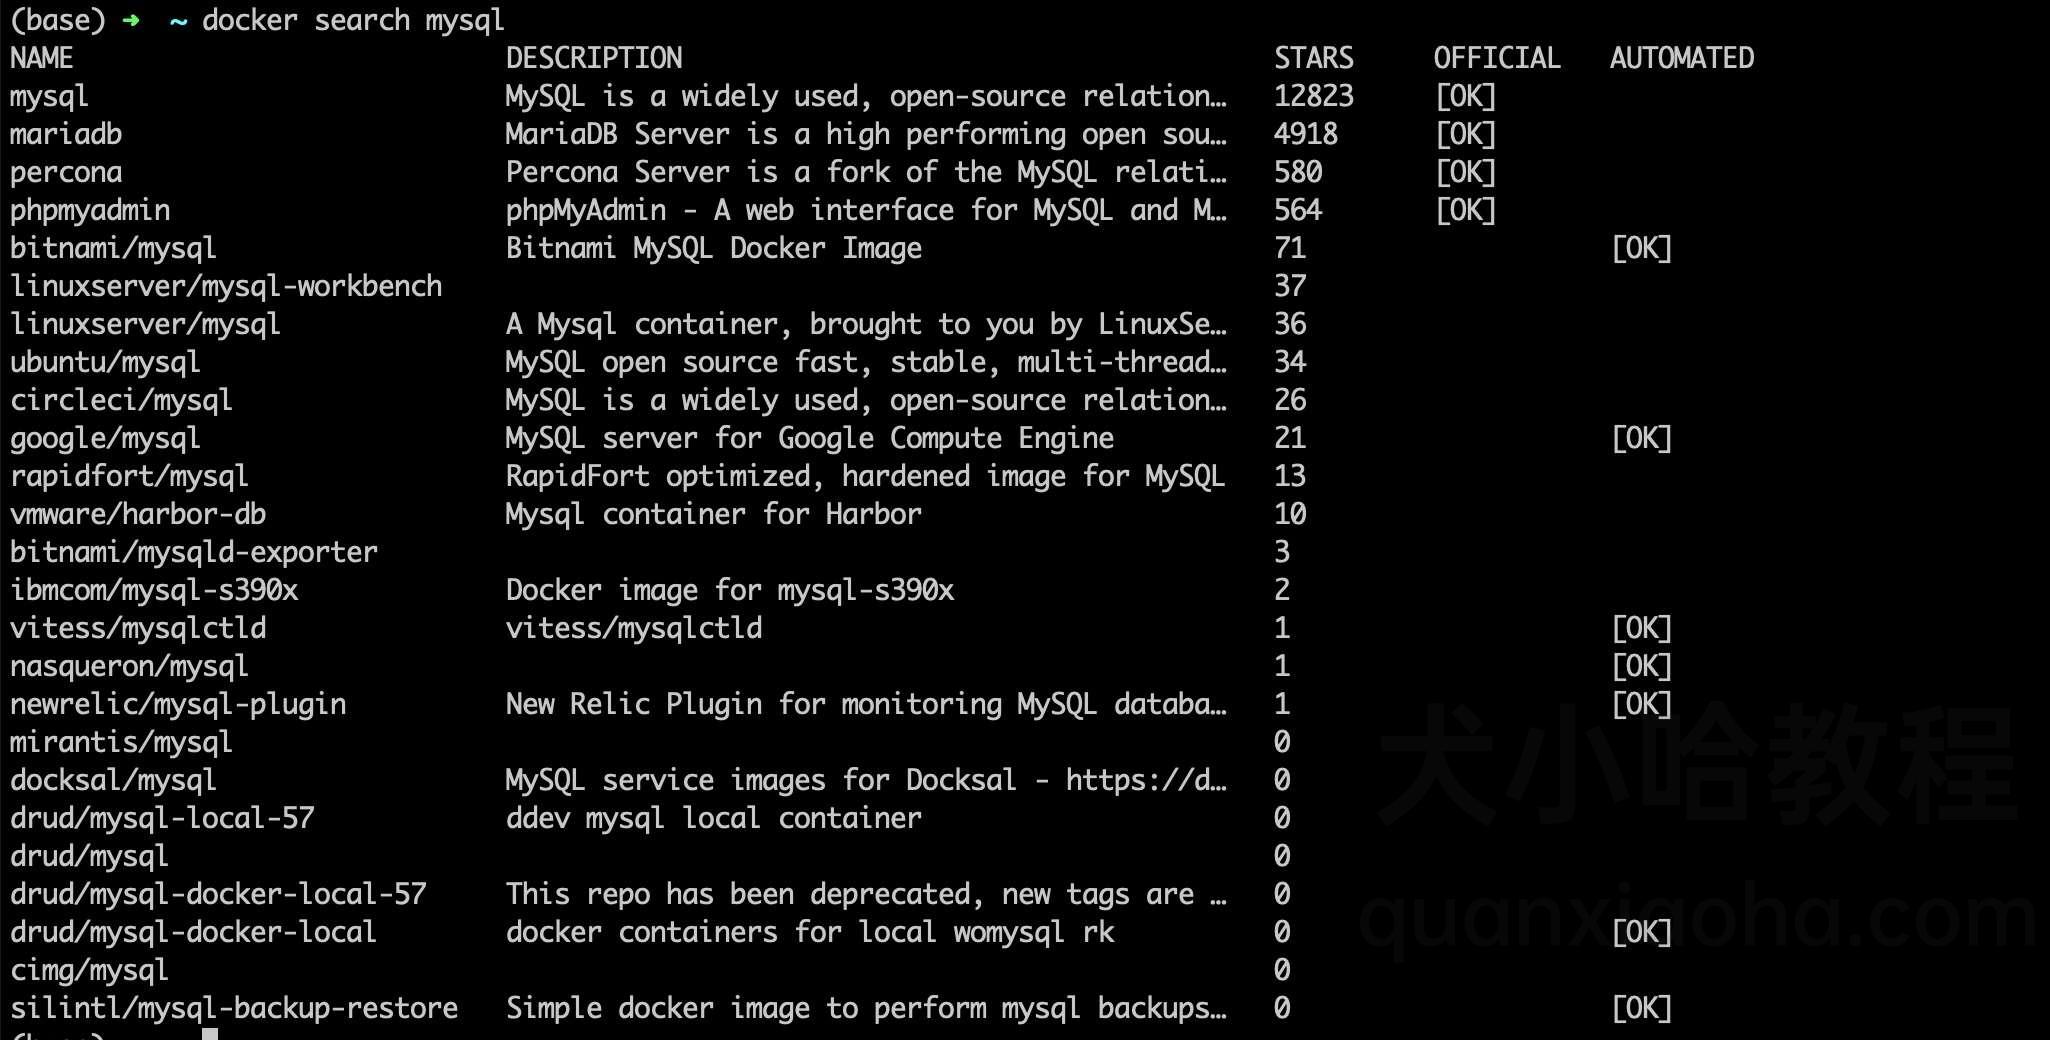 (base) ➜  ~ docker search mysql
NAME                           DESCRIPTION                                     STARS     OFFICIAL   AUTOMATED
mysql                          MySQL is a widely used, open-source relation…   12823     [OK]
mariadb                        MariaDB Server is a high performing open sou…   4918      [OK]
percona                        Percona Server is a fork of the MySQL relati…   580       [OK]
phpmyadmin                     phpMyAdmin - A web interface for MySQL and M…   564       [OK]
bitnami/mysql                  Bitnami MySQL Docker Image                      71                   [OK]
linuxserver/mysql-workbench                                                    37
linuxserver/mysql              A Mysql container, brought to you by LinuxSe…   36
ubuntu/mysql                   MySQL open source fast, stable, multi-thread…   34
circleci/mysql                 MySQL is a widely used, open-source relation…   26
google/mysql                   MySQL server for Google Compute Engine          21                   [OK]
rapidfort/mysql                RapidFort optimized, hardened image for MySQL   13
vmware/harbor-db               Mysql container for Harbor                      10
bitnami/mysqld-exporter                                                        3
ibmcom/mysql-s390x             Docker image for mysql-s390x                    2
vitess/mysqlctld               vitess/mysqlctld                                1                    [OK]
nasqueron/mysql                                                                1                    [OK]
newrelic/mysql-plugin          New Relic Plugin for monitoring MySQL databa…   1                    [OK]
mirantis/mysql                                                                 0
docksal/mysql                  MySQL service images for Docksal - https://d…   0
drud/mysql-local-57            ddev mysql local container                      0
drud/mysql                                                                     0
drud/mysql-docker-local-57     This repo has been deprecated, new tags are …   0
drud/mysql-docker-local        docker containers for local womysql rk          0                    [OK]
cimg/mysql                                                                     0
silintl/mysql-backup-restore   Simple docker image to perform mysql backups…   0                    [OK]
犬小哈教程
quanxiaoha.com